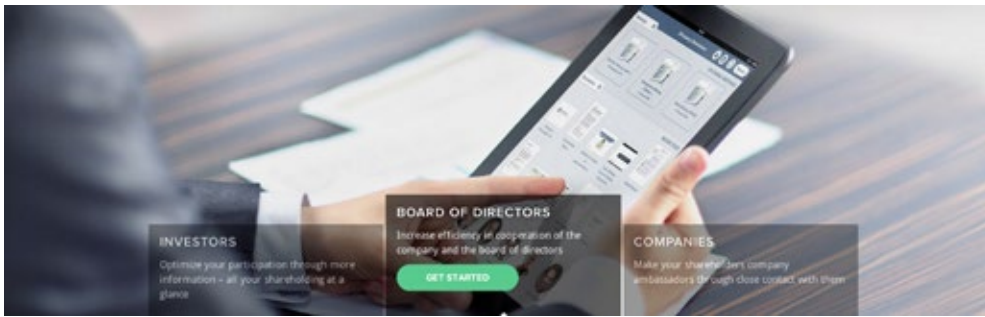 INVESTORS
Optimize your participation through more
information – all your shareholding at a
glance
BOARD OF DIRECTORS
Increase efficiency in cooperation of the
company and the board of directors
GET STARTED
COMPANIES
Make your shareholders company
ambassadors through close contact with them